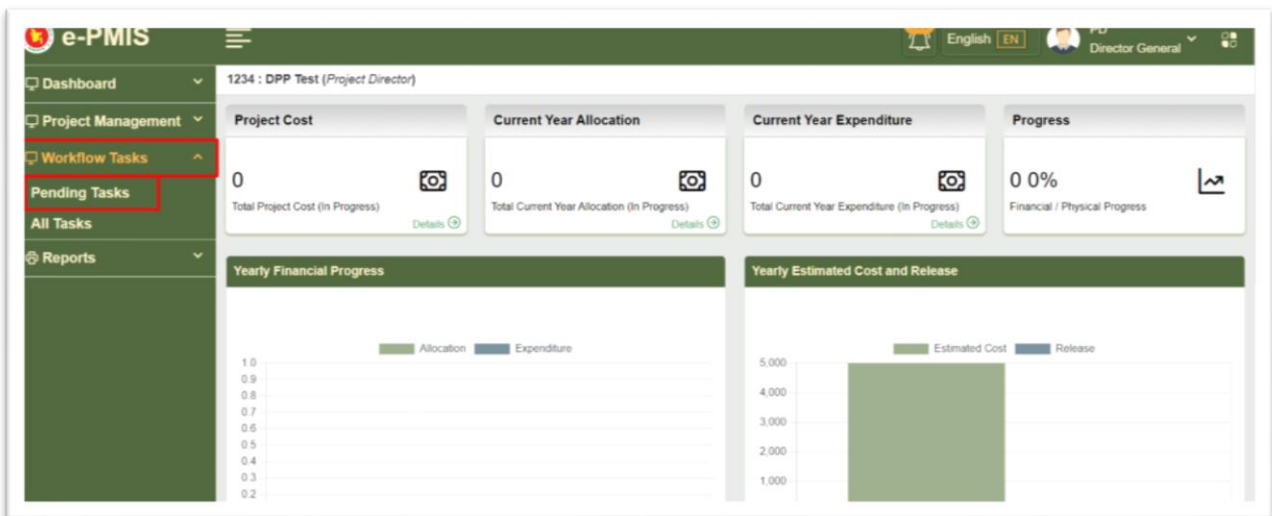 e-PMIS
English EN
PD
Director General
Dashboard
Project Management
Workflow Tasks
Pending Tasks
All Tasks
Reports
1234 : DPP Test (Project Director)
Project Cost
0
Total Project Cost (In Progress)
Details
Current Year Allocation
0
Total Current Year Allocation (In Progress)
Details
Current Year Expenditure
0
Total Current Year Expenditure (In Progress)
Details
Progress
0 0%
Financial / Physical Progress
Yearly Financial Progress
Allocation Expenditure
1.0
0.9
0.8
0.7
0.6
0.5
0.4
0.3
0.2
Yearly Estimated Cost and Release
Estimated Cost Release
5,000
4,000
3,000
2,000
1,000